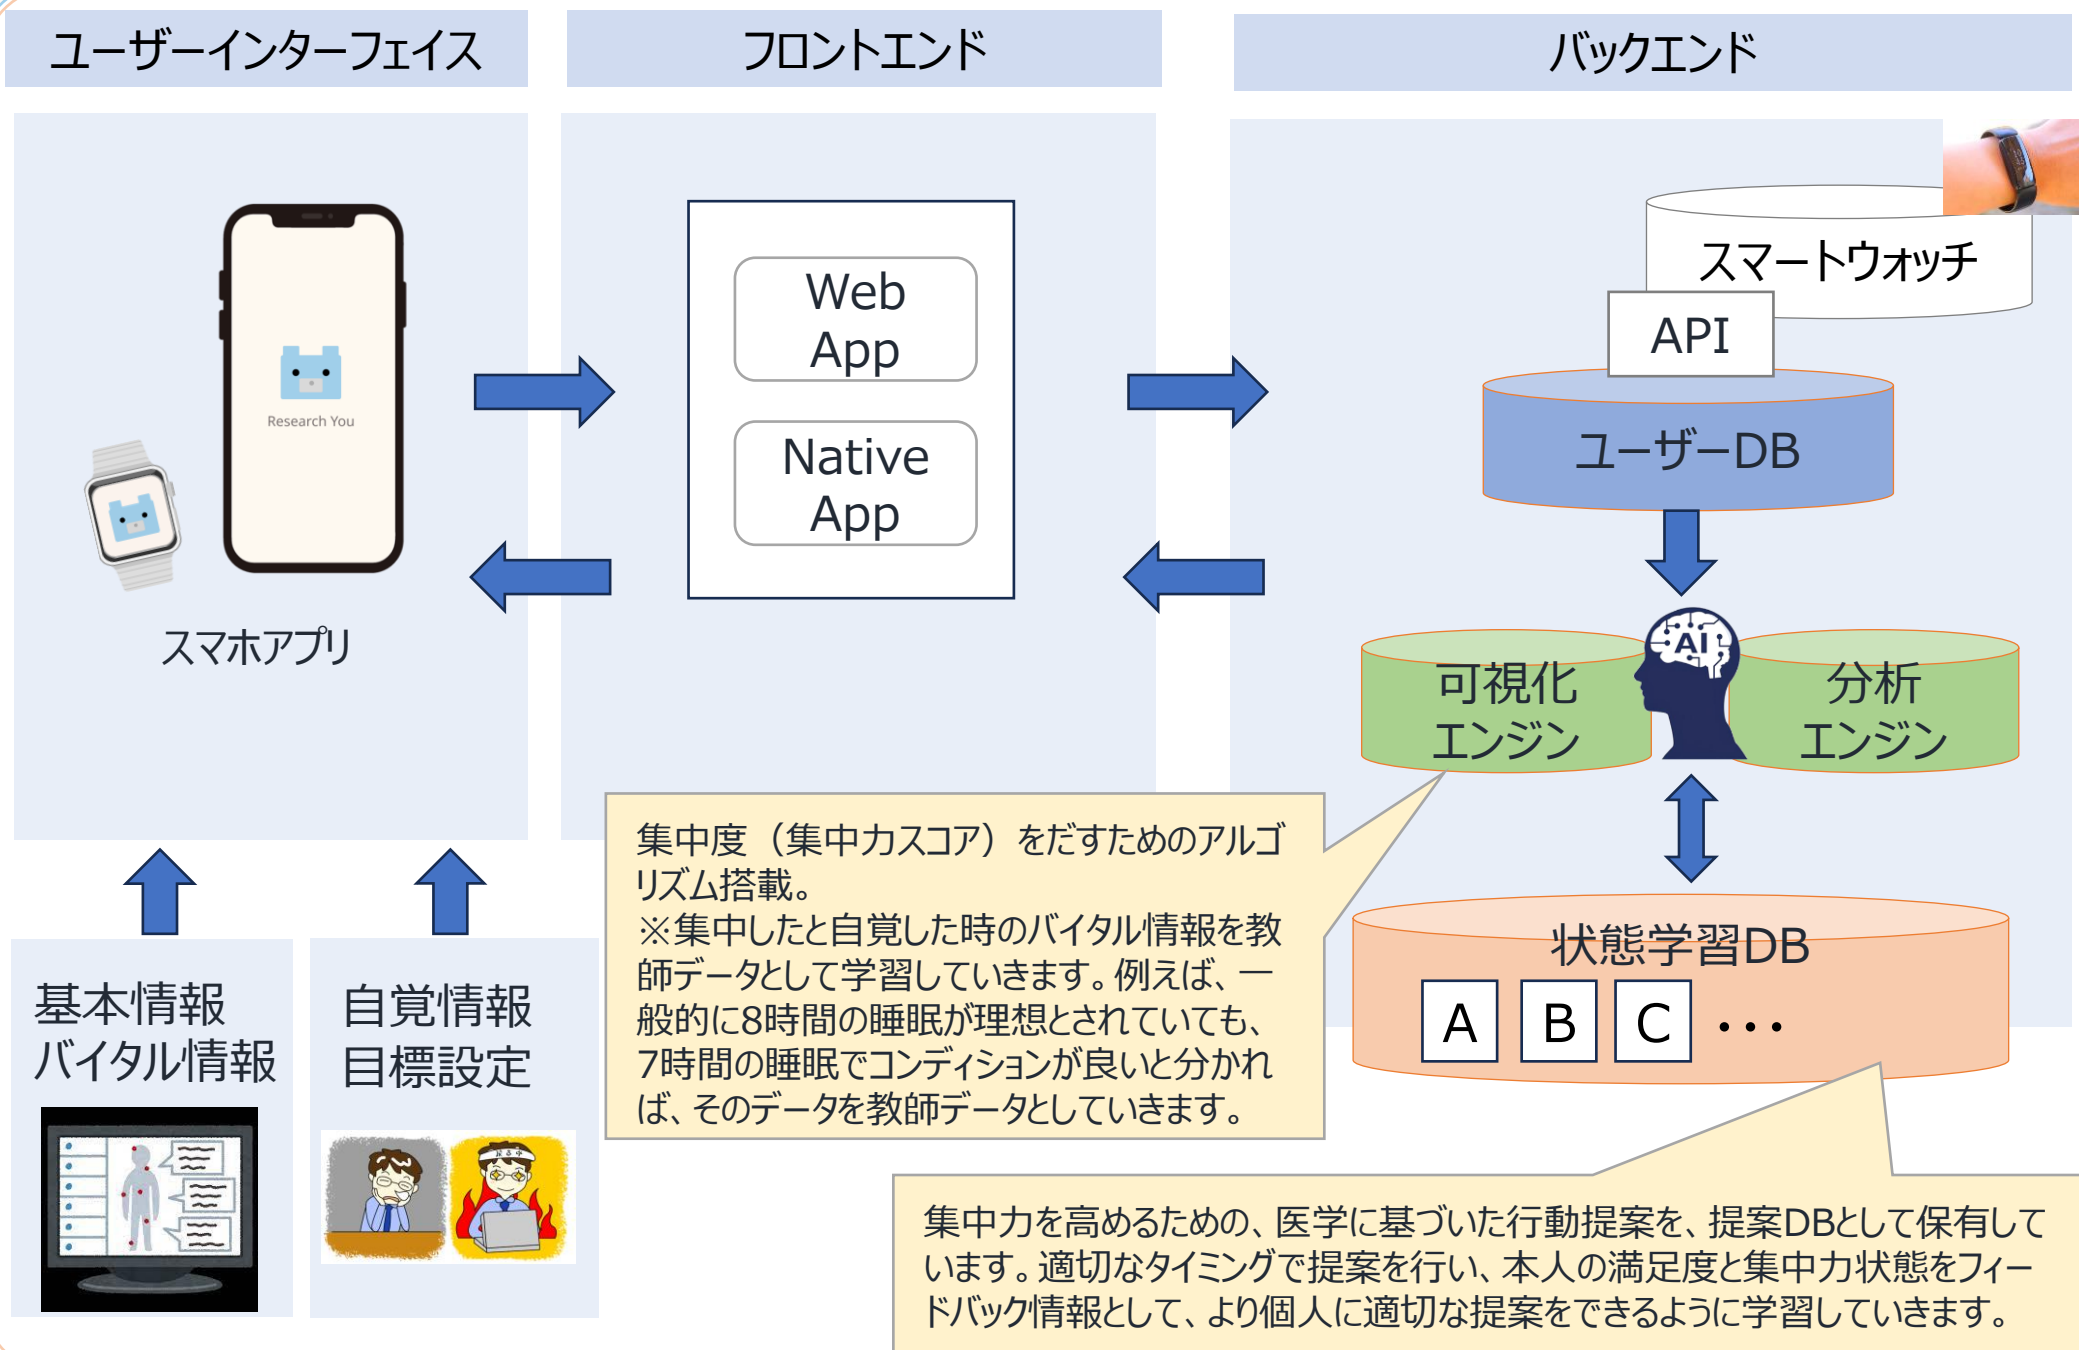 ユーザーインターフェイス
フロントエンド
バックエンド
Research You
スマホアプリ
Web
App
Native
App
スマートウォッチ
API
ユーザーDB
AI
可視化
エンジン
分析
エンジン
状態学習DB
A B C ・・・
基本情報
バイタル情報
自覚情報
目標設定
集中度（集中力スコア）をだすためのアルゴ
リズム搭載。
※集中したと自覚した時のバイタル情報を教
師データとして学習していきます。例えば、一
般的に8時間の睡眠が理想とされていても、
7時間の睡眠でコンディションが良いと分かれ
ば、そのデータを教師データとしていきます。
集中力を高めるための、医学に基づいた行動提案を、提案DBとして保有して
います。適切なタイミングで提案を行い、本人の満足度と集中力状態をフィー
ドバック情報として、より個人に適切な提案をできるように学習していきます。